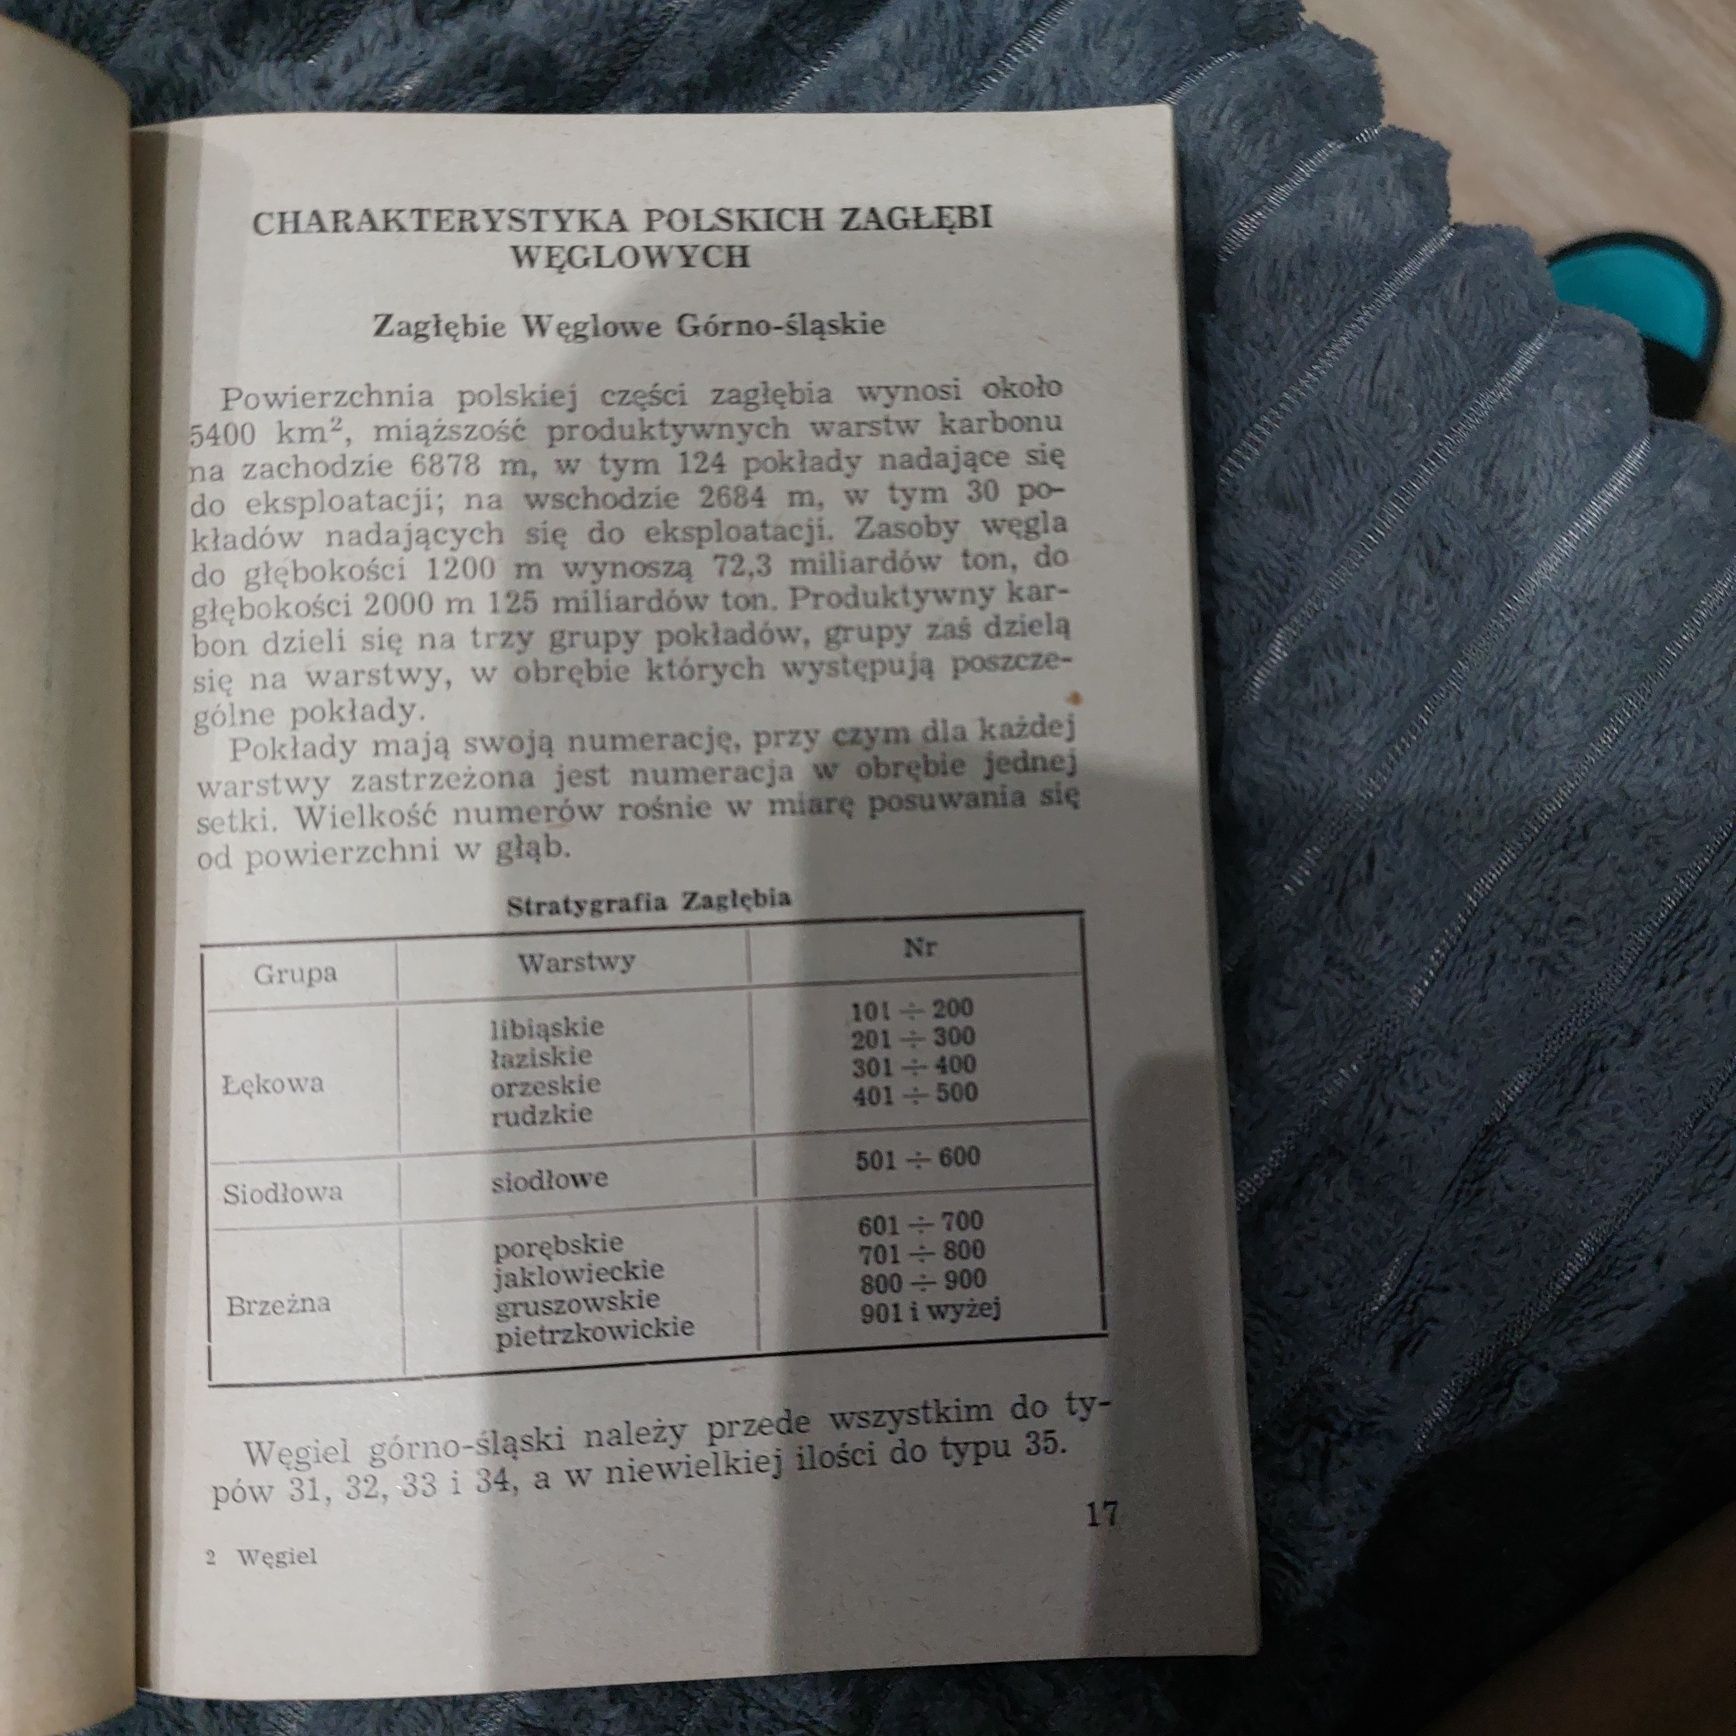 CHARAKTERYSTYKA POLSKICH ZAGŁĘBI
WĘGLOWYCH
Zagłębie Węglowe Górno-śląskie
Powierzchnia polskiej części zagłębia wynosi około
5400 km², miąższość produktywnych warstw karbonu
na zachodzie 6878 m, w tym 124 pokłady nadające się
do eksploatacji; na wschodzie 2684 m, w tym 30 po-
kładów nadających się do eksploatacji. Zasoby węgla
do głębokości 1200 m wynoszą 72,3 miliardów ton, do
głębokości 2000 m 125 miliardów ton. Produktywny kar-
bon dzieli się na trzy grupy pokładów, grupy zaś dzielą
się na warstwy, w obrębie których występują poszcze-
gólne pokłady.
Pokłady mają swoją numerację, przy czym dla każdej
warstwy zastrzeżona jest numeracja w obrębie jednej
setki. Wielkość numerów rośnie w miarę posuwania się
od powierzchni w głąb.
Stratygrafia Zagłębia
Grupa Warstwy Nr
libiąskie 101 ÷ 200
łaziskie 201 ÷ 300
Łękowa orzeskie 301 ÷ 400
rudzkie 401 ÷ 500
Siodłowa siodłowe 501 ÷ 600
porębskie 601 ÷ 700
jaklowieckie 701 ÷ 800
Brzeżna gruszowskie 800 ÷ 900
pietrzkowickie 901 i wyżej
Węgiel górno-śląski należy przede wszystkim do ty-
pów 31, 32, 33 i 34, a w niewielkiej ilości do typu 35.
17
2 Węgiel